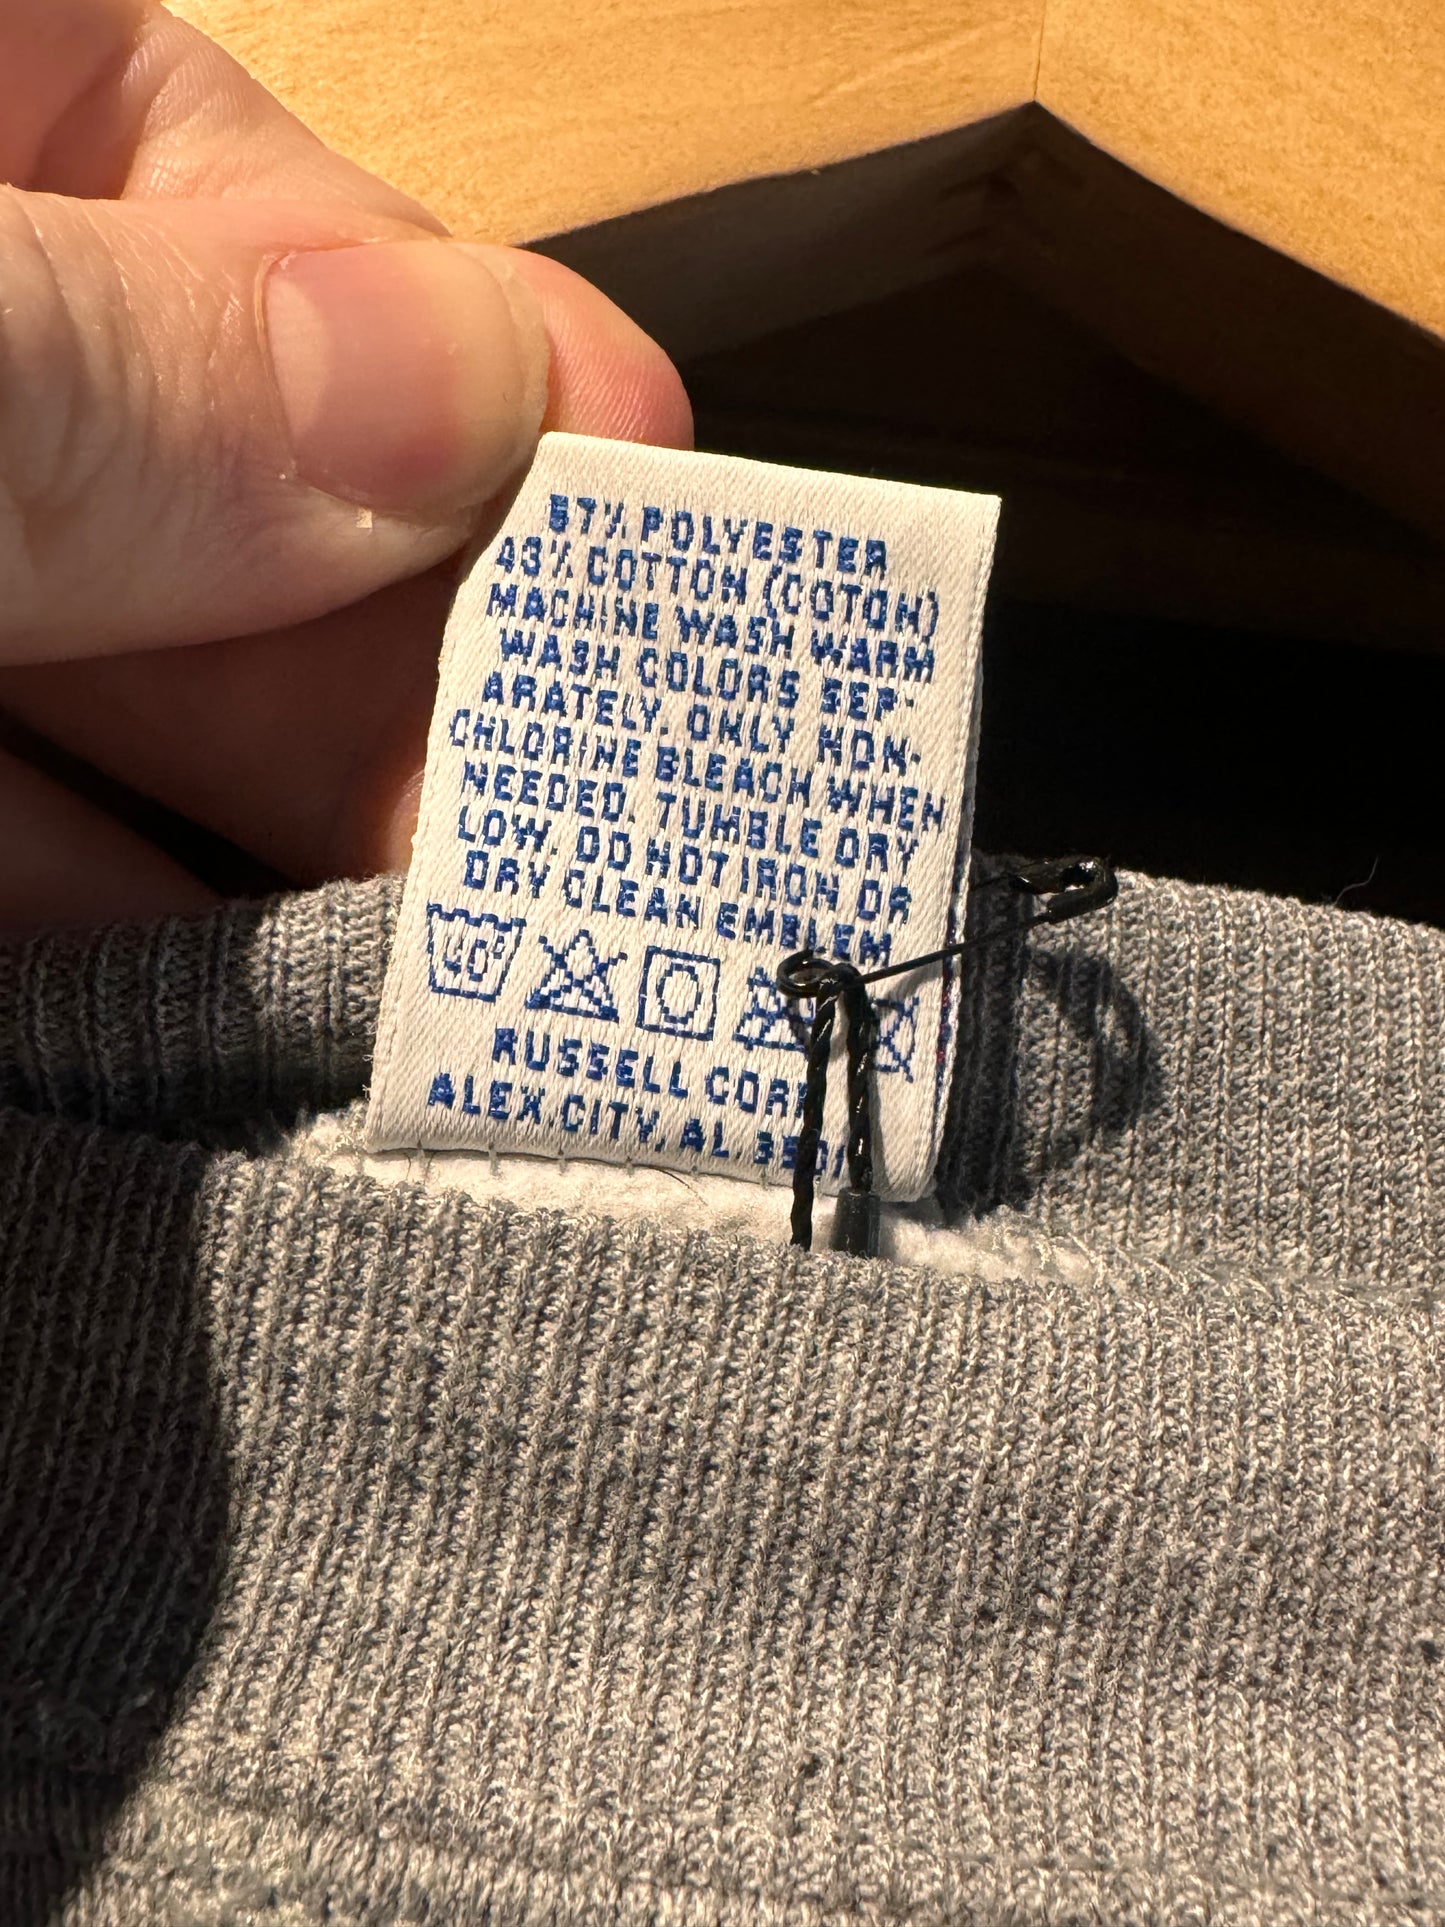 57% POLYESTER
43% COTTON (COTON)
MACHINE WASH WARM
WASH COLORS SEP-
ARATELY. ONLY NON-
CHLORINE BLEACH WHEN
NEEDED. TUMBLE DRY
LOW. DO NOT IRON OR
DRY CLEAN EMBLEM
40°
RUSSELL CORP
ALEX.CITY, AL.